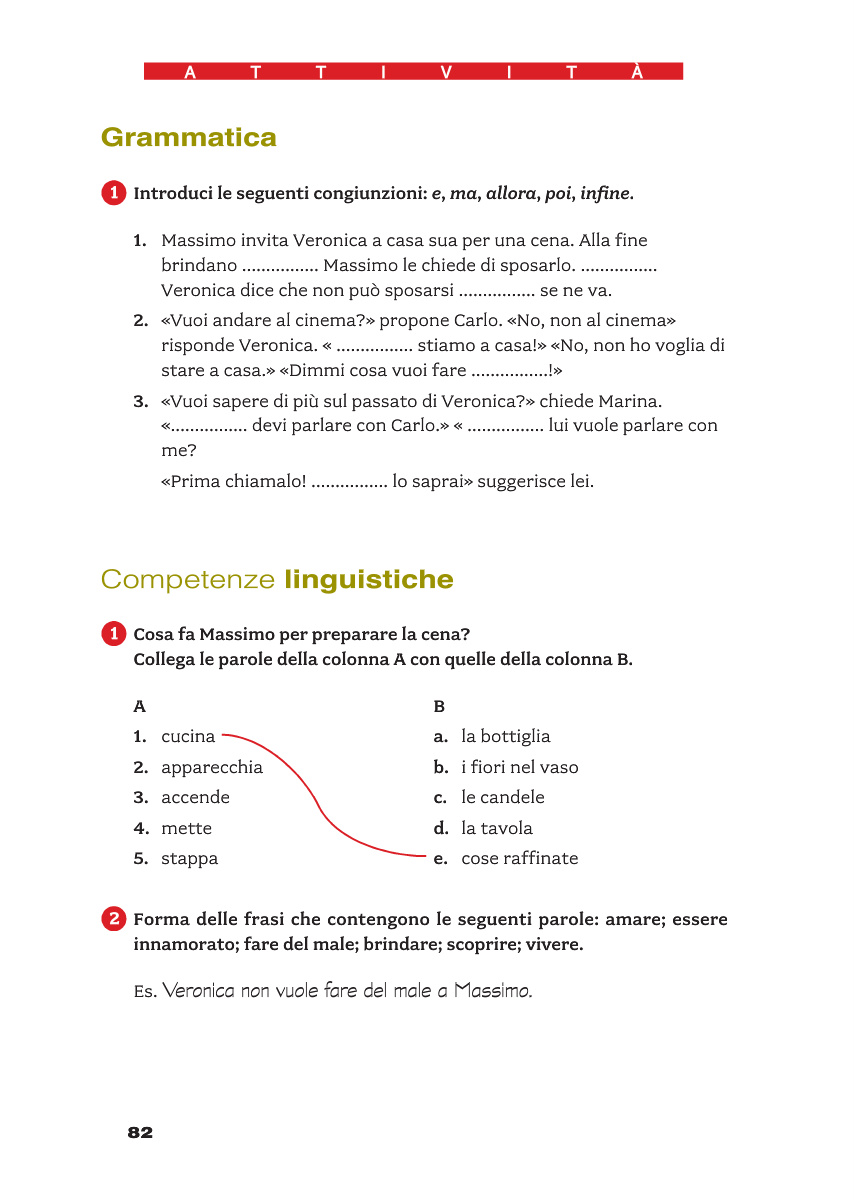 A T T I V I T À
Grammatica
1 Introduci le seguenti congiunzioni: e, ma, allora, poi, infine.
1. Massimo invita Veronica a casa sua per una cena. Alla fine
brindano ................ Massimo le chiede di sposarlo. ................
Veronica dice che non può sposarsi ................ se ne va.
2. «Vuoi andare al cinema?» propone Carlo. «No, non al cinema»
risponde Veronica. « ................ stiamo a casa!» «No, non ho voglia di
stare a casa.» «Dimmi cosa vuoi fare ................!»
3. «Vuoi sapere di più sul passato di Veronica?» chiede Marina.
«................ devi parlare con Carlo.» « ................ lui vuole parlare con
me?
«Prima chiamalo! ................ lo saprai» suggerisce lei.
Competenze linguistiche
1 Cosa fa Massimo per preparare la cena?
Collega le parole della colonna A con quelle della colonna B.
A B
1. cucina a. la bottiglia
2. apparecchia b. i fiori nel vaso
3. accende c. le candele
4. mette d. la tavola
5. stappa e. cose raffinate
2 Forma delle frasi che contengono le seguenti parole: amare; essere
innamorato; fare del male; brindare; scoprire; vivere.
Es. Veronica non vuole fare del male a Massimo.
82